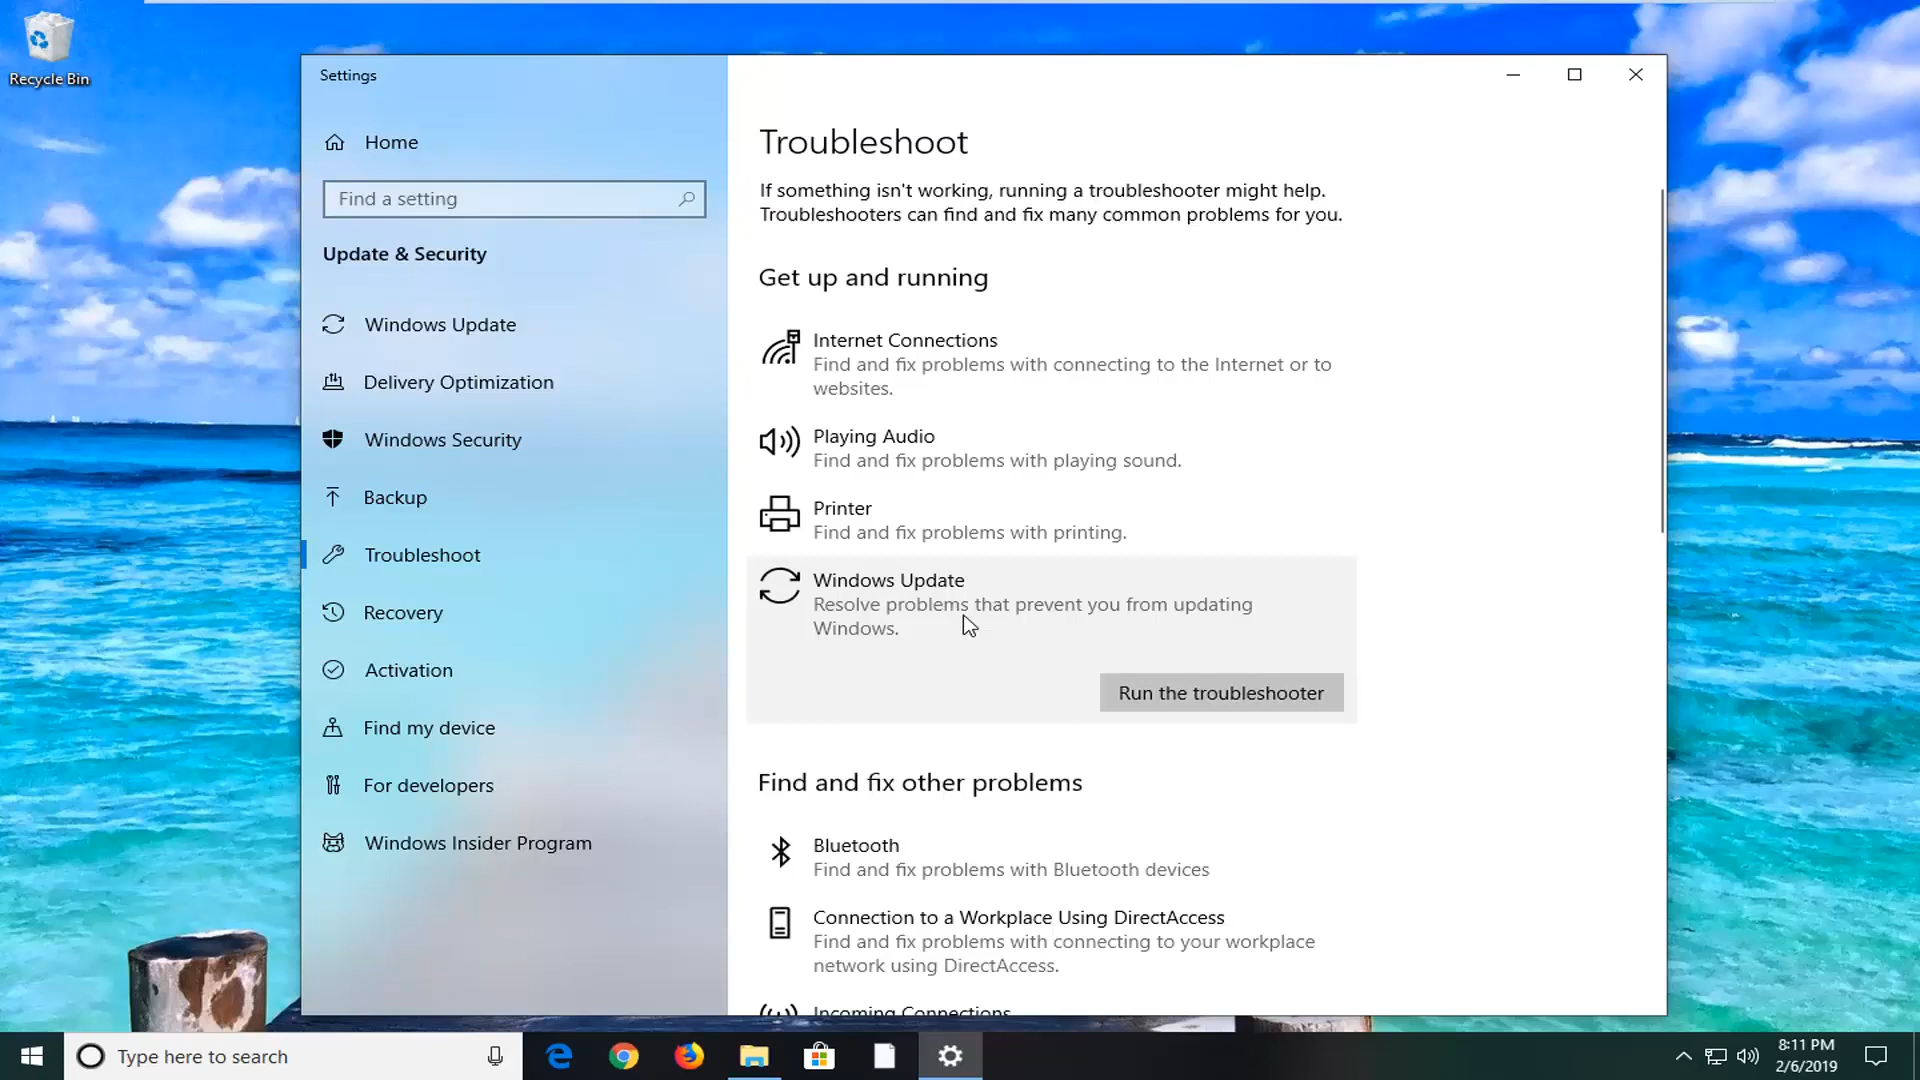 Recycle Bin
Settings
Home
Find a setting
Update & Security
Windows Update
Delivery Optimization
Windows Security
Backup
Troubleshoot
Recovery
Activation
Find my device
For developers
Windows Insider Program
Troubleshoot
If something isn't working, running a troubleshooter might help.
Troubleshooters can find and fix many common problems for you.
Get up and running
Internet Connections
Find and fix problems with connecting to the Internet or to
websites.
Playing Audio
Find and fix problems with playing sound.
Printer
Find and fix problems with printing.
Windows Update
Resolve problems that prevent you from updating
Windows.
Run the troubleshooter
Find and fix other problems
Bluetooth
Find and fix problems with Bluetooth devices
Connection to a Workplace Using DirectAccess
Find and fix problems with connecting to your workplace
network using DirectAccess.
Incoming Connections
Type here to search
8:11 PM
2/6/2019